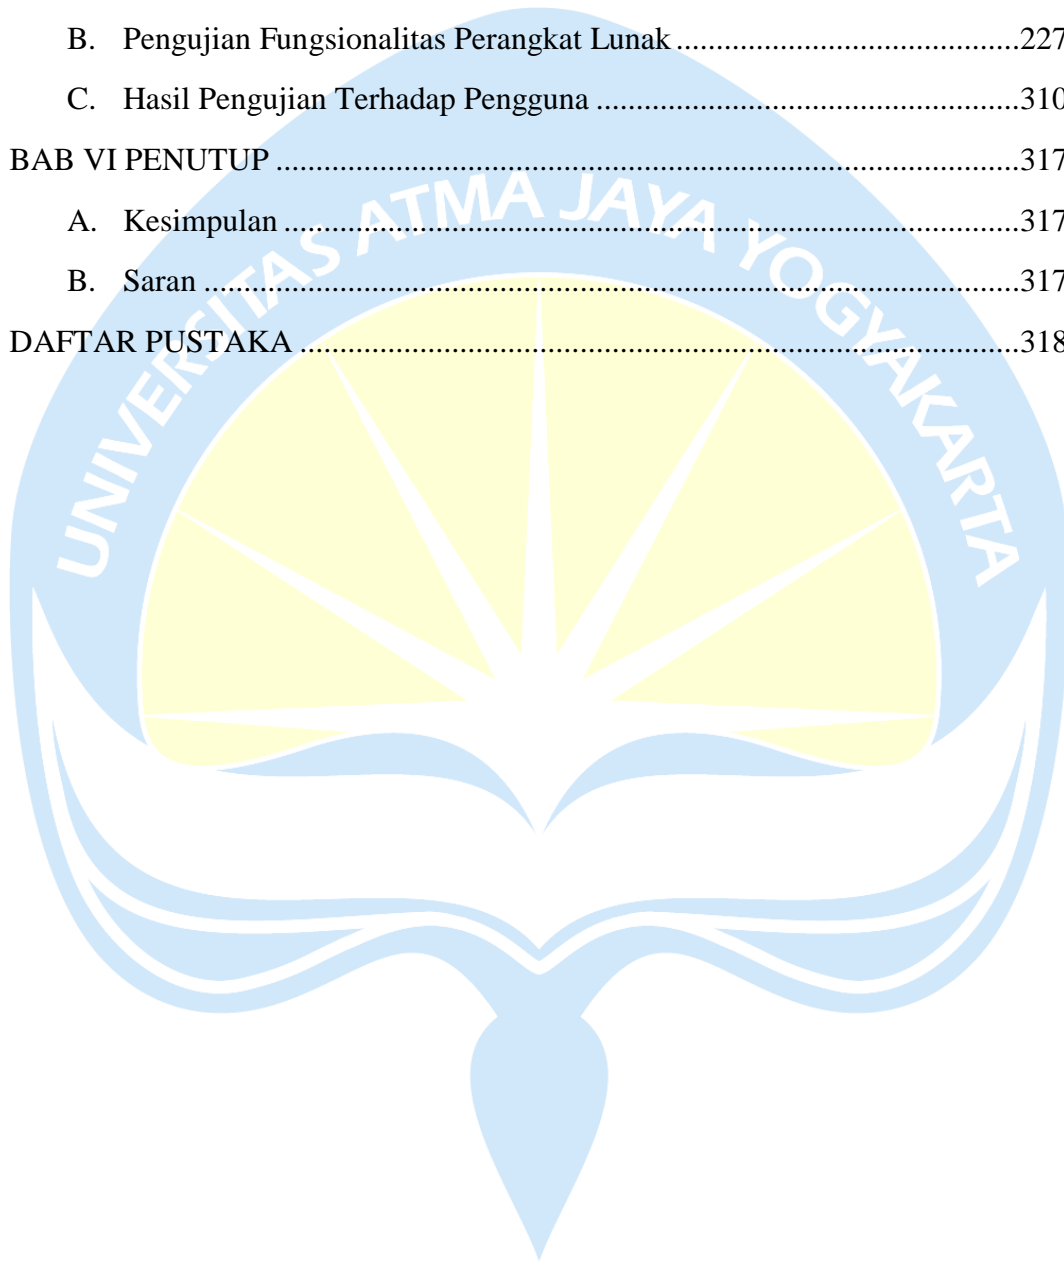 B. Pengujian Fungsionalitas Perangkat Lunak ................................... 227
C. Hasil Pengujian Terhadap Pengguna ................................... 310
BAB VI PENUTUP ................................... 317
A. Kesimpulan ................................... 317
B. Saran ................................... 317
DAFTAR PUSTAKA ................................... 318
UNIVERSITAS ATMA JAYA YOGYAKARTA